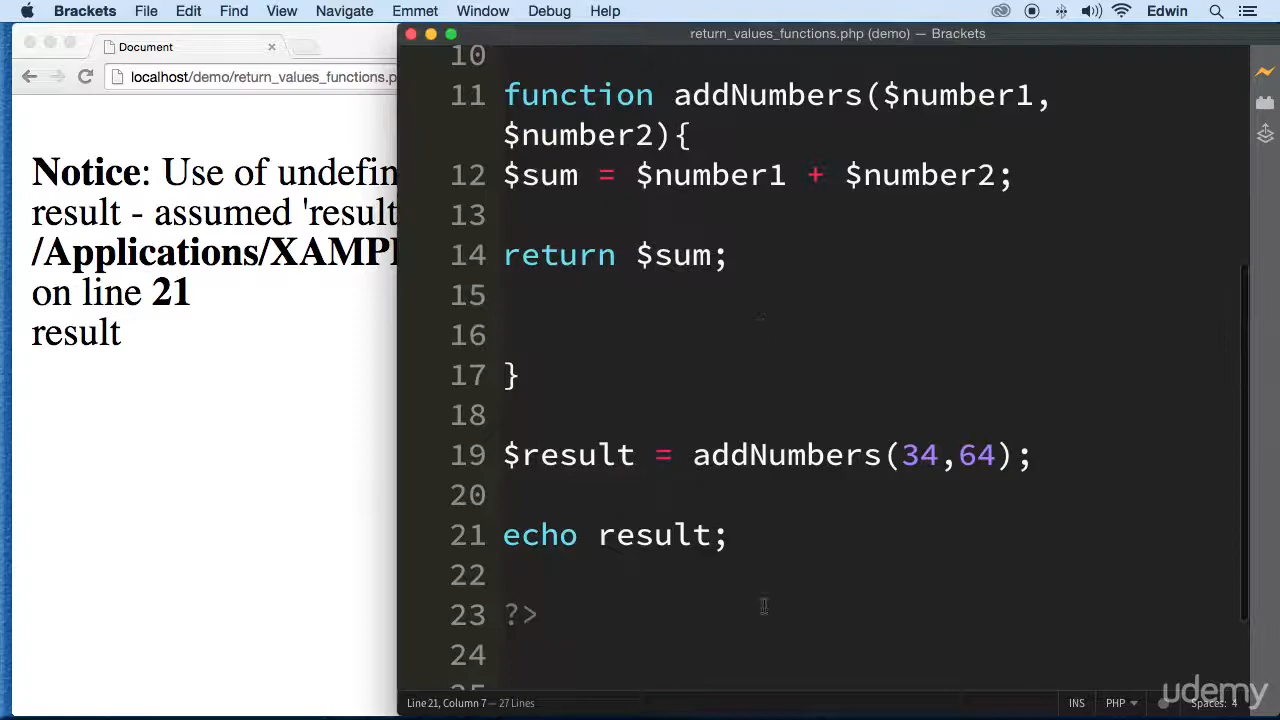 Brackets File Edit Find View Navigate Emmet Window Debug Help Edwin
Document
localhost/demo/return_values_functions.p
Notice: Use of undefin
result - assumed 'result
/Applications/XAMPI
on line 21
result
return_values_functions.php (demo) — Brackets
10
11 function addNumbers($number1,
$number2){
12 $sum = $number1 + $number2;
13
14 return $sum;
15
16
17 }
18
19 $result = addNumbers(34,64);
20
21 echo result;
22
23 ?>
24
Line 21, Column 7 — 27 Lines
INS PHP Spaces: 4
udemy